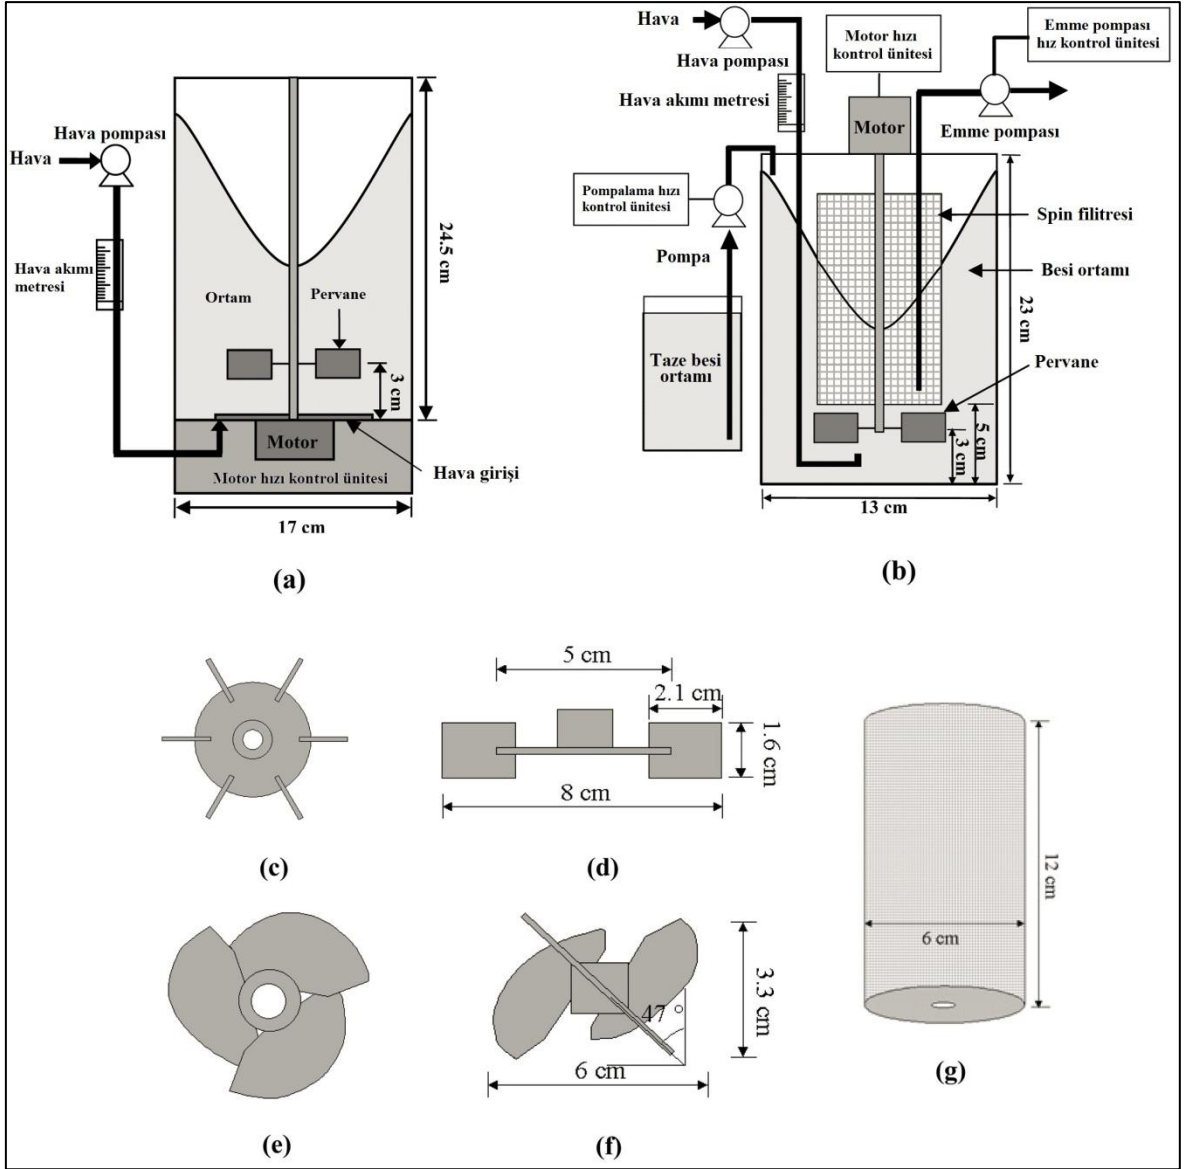 Hava pompası
Hava
Hava akımı
metresi
Ortam
Pervane
24.5 cm
3 cm
Motor
Motor hızı kontrol ünitesi
Hava girişi
17 cm
(a)
Hava
Hava pompası
Hava akımı metresi
Motor hızı
kontrol ünitesi
Emme pompası
hız kontrol ünitesi
Motor
Emme pompası
Pompalama hızı
kontrol ünitesi
Pompa
Spin filitresi
Besi ortamı
23 cm
Taze besi
ortamı
Pervane
5 cm
3 cm
13 cm
(b)
5 cm
2.1 cm
1.6 cm
8 cm
(c)
(d)
12 cm
6 cm
47 °
3.3 cm
6 cm
(e)
(f)
(g)